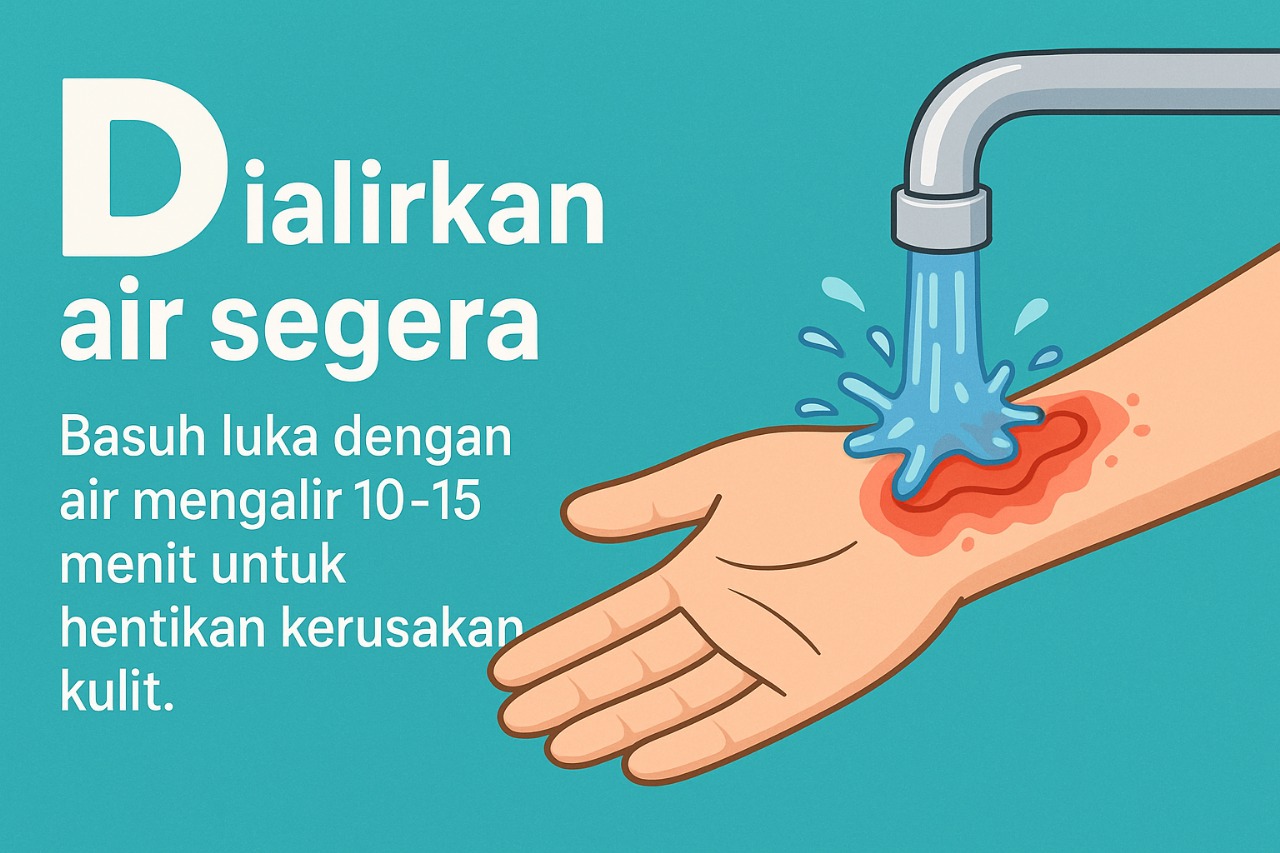 Dialirkan
air segera
Basuh luka dengan
air mengalir 10-15
menit untuk
hentikan kerusakan
kulit.